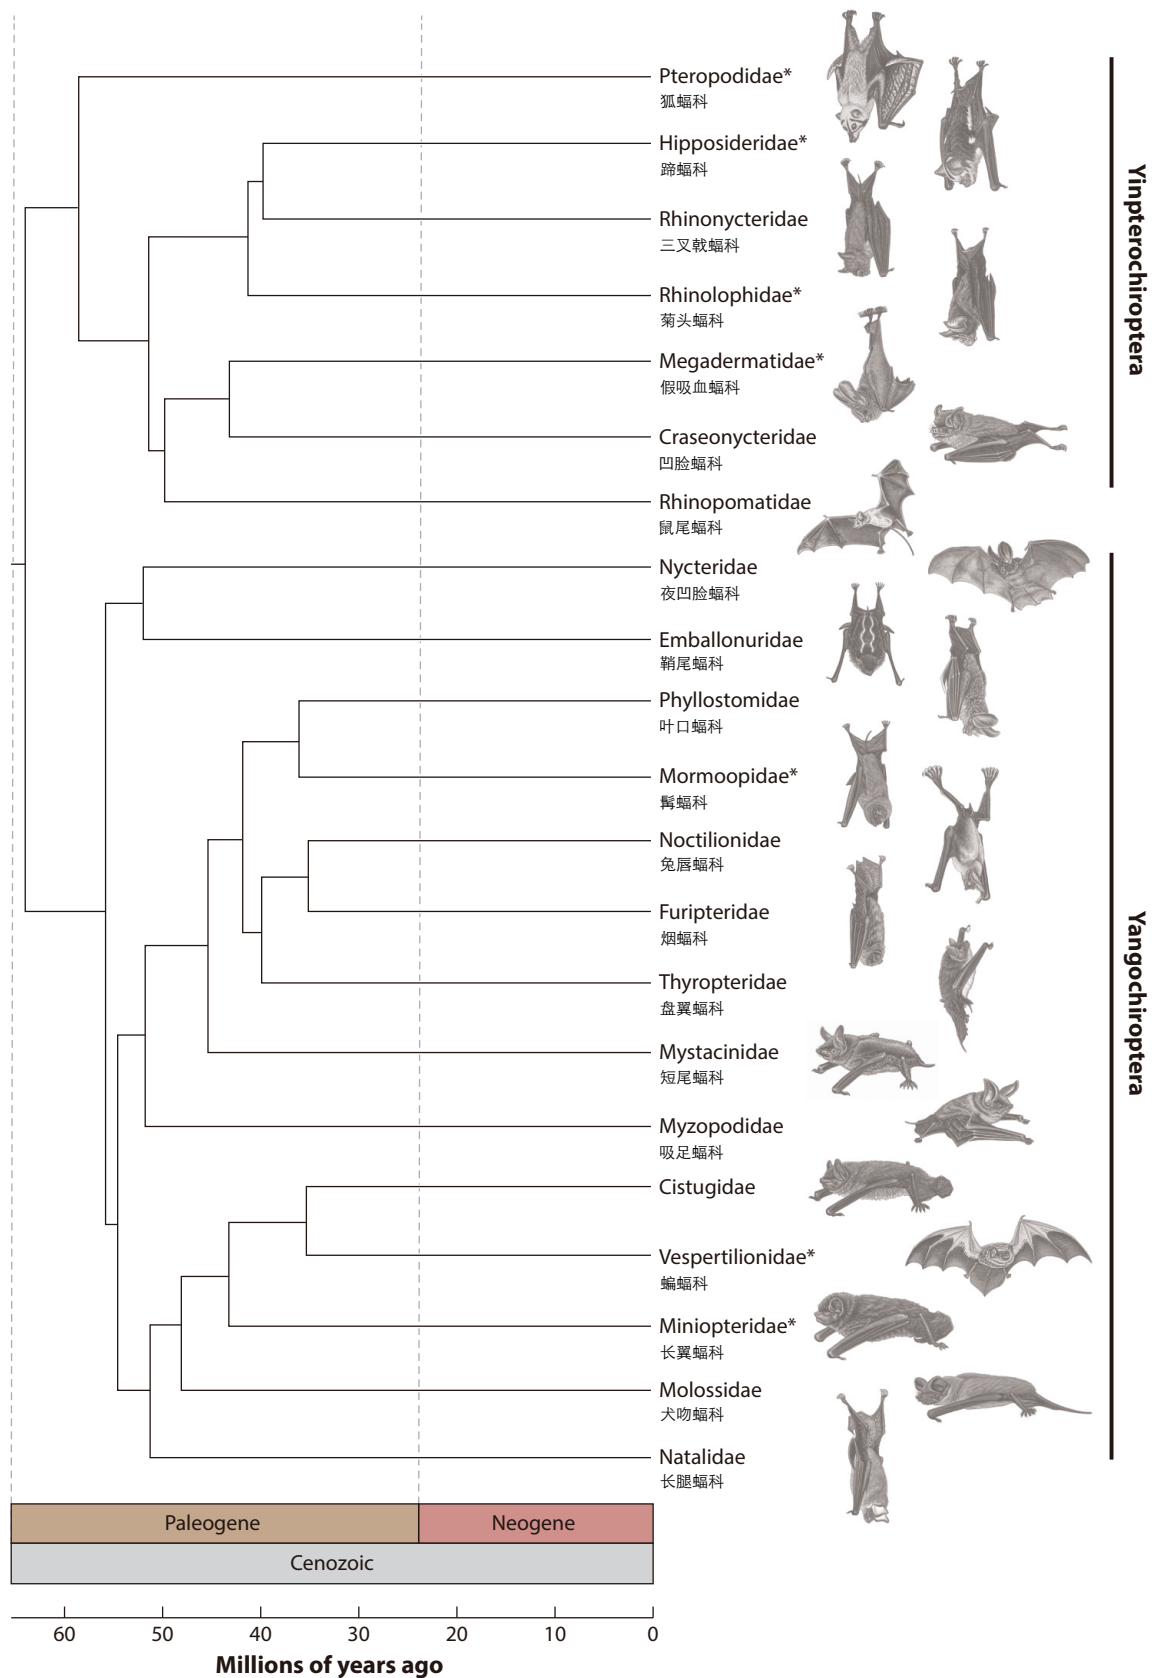 Pteropodidae*
狐蝠科
Hipposideridae*
蹄蝠科
Rhinonycteridae
三叉戟蝠科
Rhinolophidae*
菊头蝠科
Megadermatidae*
假吸血蝠科
Craseonycteridae
凹脸蝠科
Rhinopomatidae
鼠尾蝠科
Yinpterochiroptera
Nycteridae
夜凹脸蝠科
Emballonuridae
鞘尾蝠科
Phyllostomidae
叶口蝠科
Mormoopidae*
髯蝠科
Noctilionidae
兔唇蝠科
Furipteridae
烟蝠科
Thyropteridae
盘翼蝠科
Mystacinidae
短尾蝠科
Myzopodidae
吸足蝠科
Cistugidae
Vespertilionidae*
蝙蝠科
Miniopteridae*
长翼蝠科
Molossidae
犬吻蝠科
Natalidae
长腿蝠科
Yangochiroptera
Paleogene Neogene
Cenozoic
60 50 40 30 20 10 0
Millions of years ago